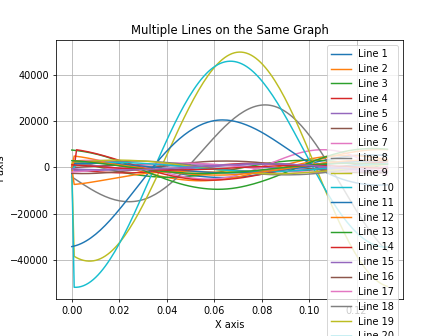 Multiple Lines on the Same Graph
40000
20000
0
−20000
−40000
0.00
0.02
0.04
0.06
0.08
0.10
X axis
axis
Line 1
Line 2
Line 3
Line 4
Line 5
Line 6
Line 7
Line 8
Line 9
Line 10
Line 11
Line 12
Line 13
Line 14
Line 15
Line 16
Line 17
Line 18
Line 19
Line 20